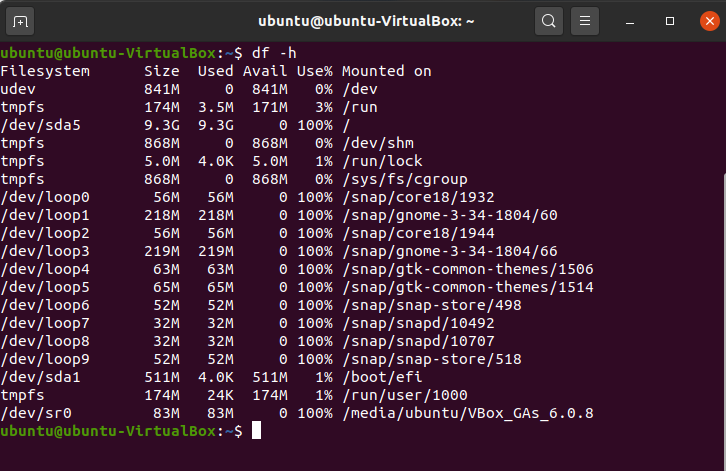 ubuntu@ubuntu-VirtualBox: ~
ubuntu@ubuntu-VirtualBox:~$ df -h
Filesystem      Size  Used Avail Use% Mounted on
udev            841M     0  841M   0% /dev
tmpfs           174M  3.5M  171M   3% /run
/dev/sda5       9.3G  9.3G     0 100% /
tmpfs           868M     0  868M   0% /dev/shm
tmpfs           5.0M  4.0K  5.0M   1% /run/lock
tmpfs           868M     0  868M   0% /sys/fs/cgroup
/dev/loop0       56M   56M     0 100% /snap/core18/1932
/dev/loop1      218M  218M     0 100% /snap/gnome-3-34-1804/60
/dev/loop2       56M   56M     0 100% /snap/core18/1944
/dev/loop3      219M  219M     0 100% /snap/gnome-3-34-1804/66
/dev/loop4       63M   63M     0 100% /snap/gtk-common-themes/1506
/dev/loop5       65M   65M     0 100% /snap/gtk-common-themes/1514
/dev/loop6       52M   52M     0 100% /snap/snap-store/498
/dev/loop7       32M   32M     0 100% /snap/snapd/10492
/dev/loop8       32M   32M     0 100% /snap/snapd/10707
/dev/loop9       52M   52M     0 100% /snap/snap-store/518
/dev/sda1       511M  4.0K  511M   1% /boot/efi
tmpfs           174M   24K  174M   1% /run/user/1000
/dev/sr0         83M   83M     0 100% /media/ubuntu/VBox_GAs_6.0.8
ubuntu@ubuntu-VirtualBox:~$